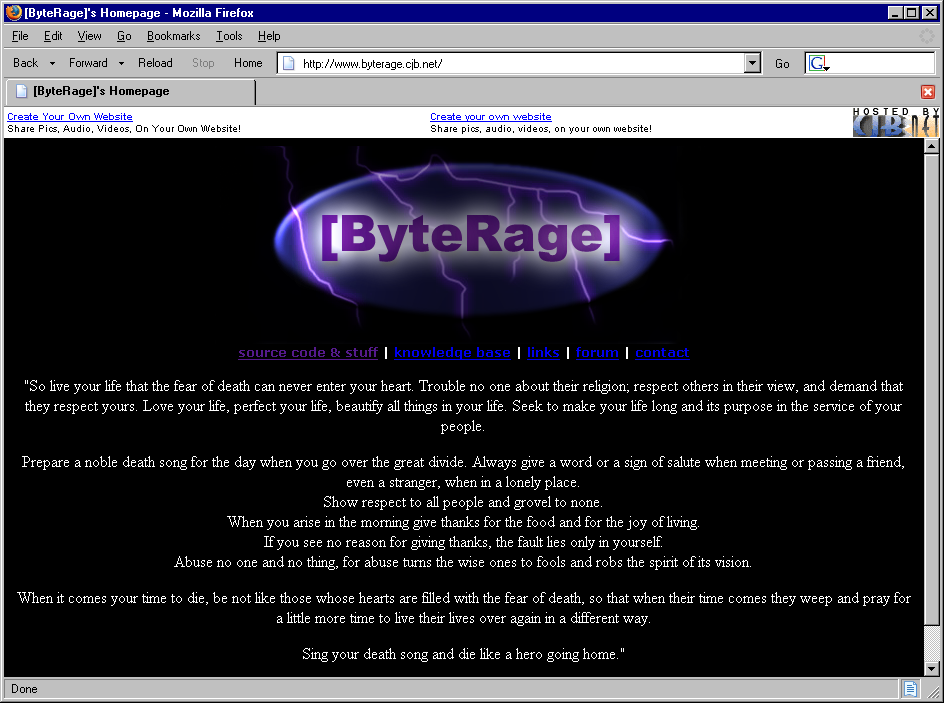 [ByteRage]'s Homepage - Mozilla Firefox
File Edit View Go Bookmarks Tools Help
Back Forward Reload Stop Home http://www.byterage.cjb.net/ Go G
[ByteRage]'s Homepage
Create Your Own Website
Share Pics, Audio, Videos, On Your Own Website!
Create your own website
Share pics, audio, videos, on your own website!
HOSTED BY
CJB.NET
[ByteRage]
source code & stuff | knowledge base | links | forum | contact
"So live your life that the fear of death can never enter your heart. Trouble no one about their religion; respect others in their view, and demand that
they respect yours. Love your life, perfect your life, beautify all things in your life. Seek to make your life long and its purpose in the service of your
people.
Prepare a noble death song for the day when you go over the great divide. Always give a word or a sign of salute when meeting or passing a friend,
even a stranger, when in a lonely place.
Show respect to all people and grovel to none.
When you arise in the morning give thanks for the food and for the joy of living.
If you see no reason for giving thanks, the fault lies only in yourself.
Abuse no one and no thing, for abuse turns the wise ones to fools and robs the spirit of its vision.
When it comes your time to die, be not like those whose hearts are filled with the fear of death, so that when their time comes they weep and pray for
a little more time to live their lives over again in a different way.
Sing your death song and die like a hero going home."
Done